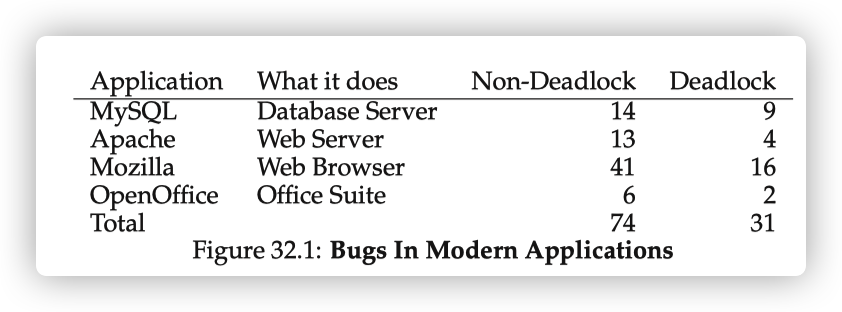 Application What it does Non-Deadlock Deadlock
MySQL Database Server 14 9
Apache Web Server 13 4
Mozilla Web Browser 41 16
OpenOffice Office Suite 6 2
Total 74 31
Figure 32.1: Bugs In Modern Applications